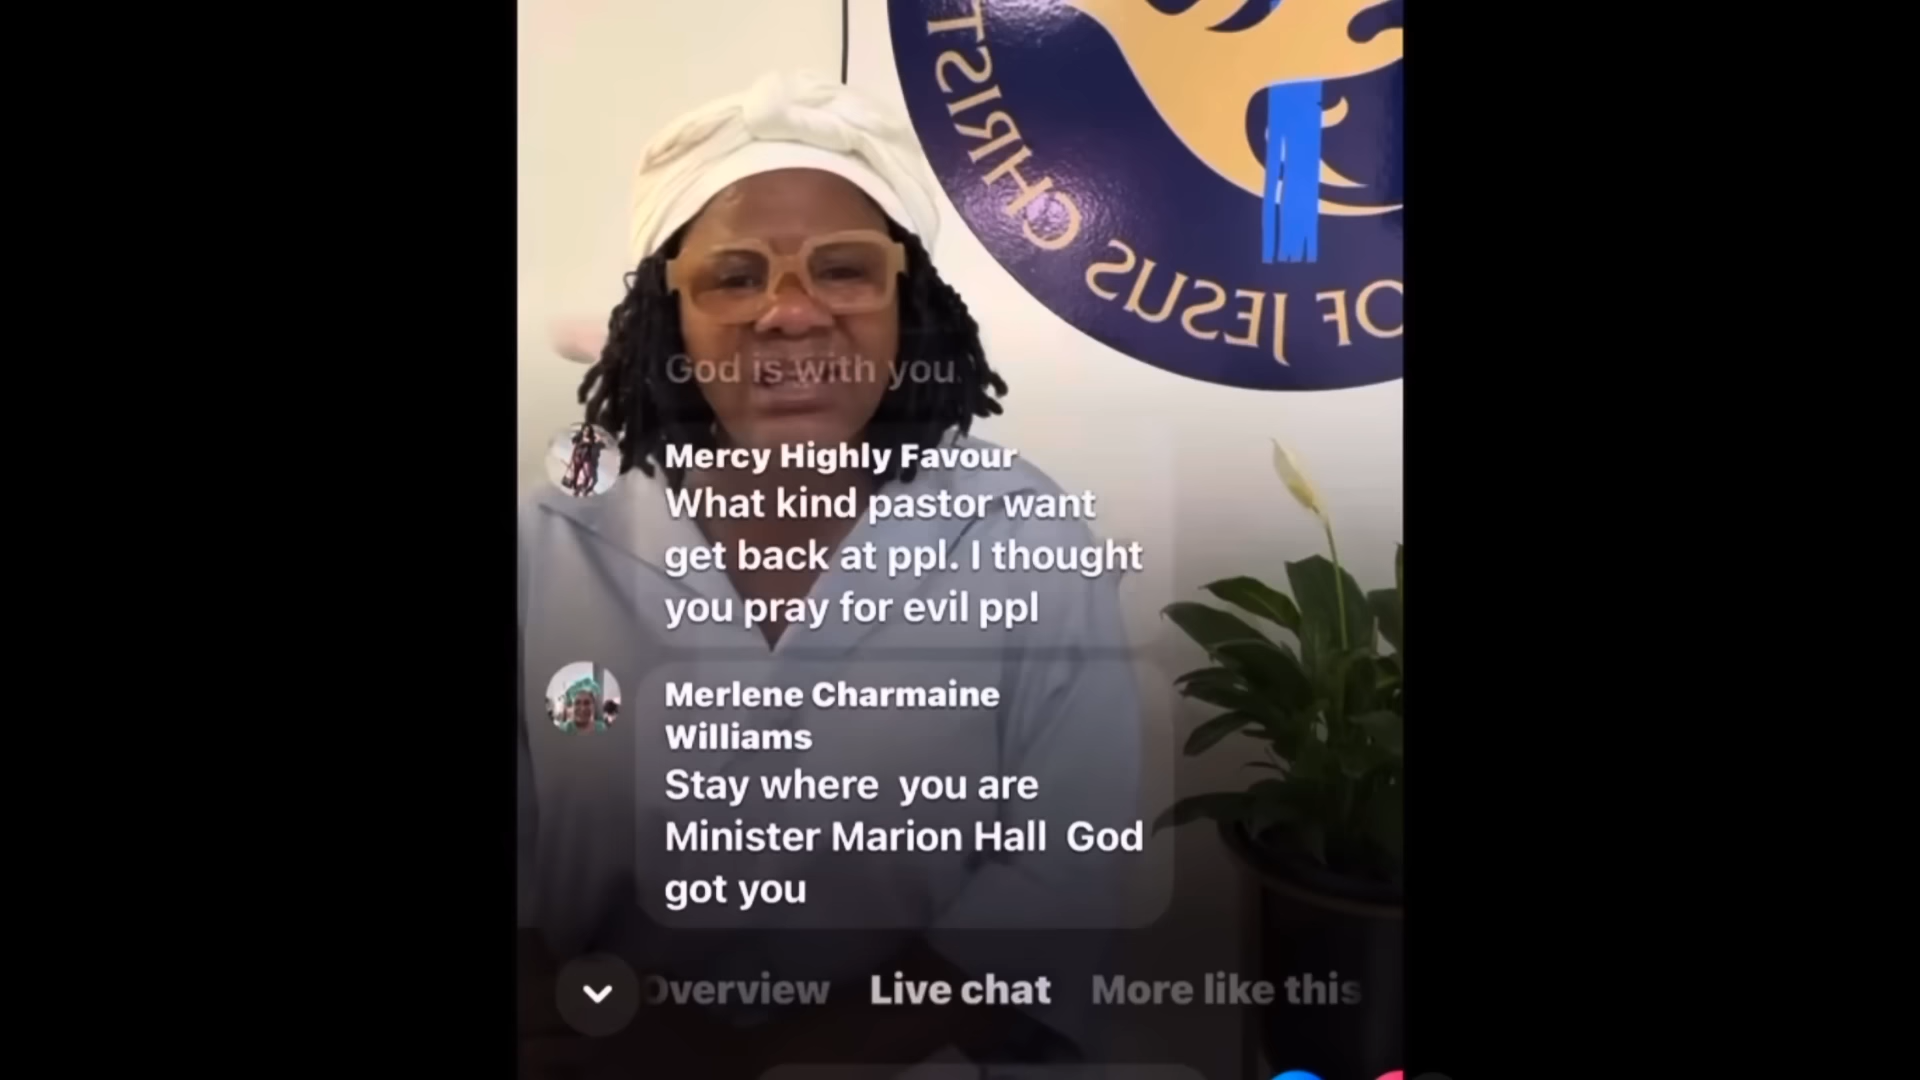 CHRIST
OF JESUS
God is with you
Mercy Highly Favour
What kind pastor want
get back at ppl. I thought
you pray for evil ppl
Merlene Charmaine
Williams
Stay where you are
Minister Marion Hall God
got you
Overview Live chat More like this